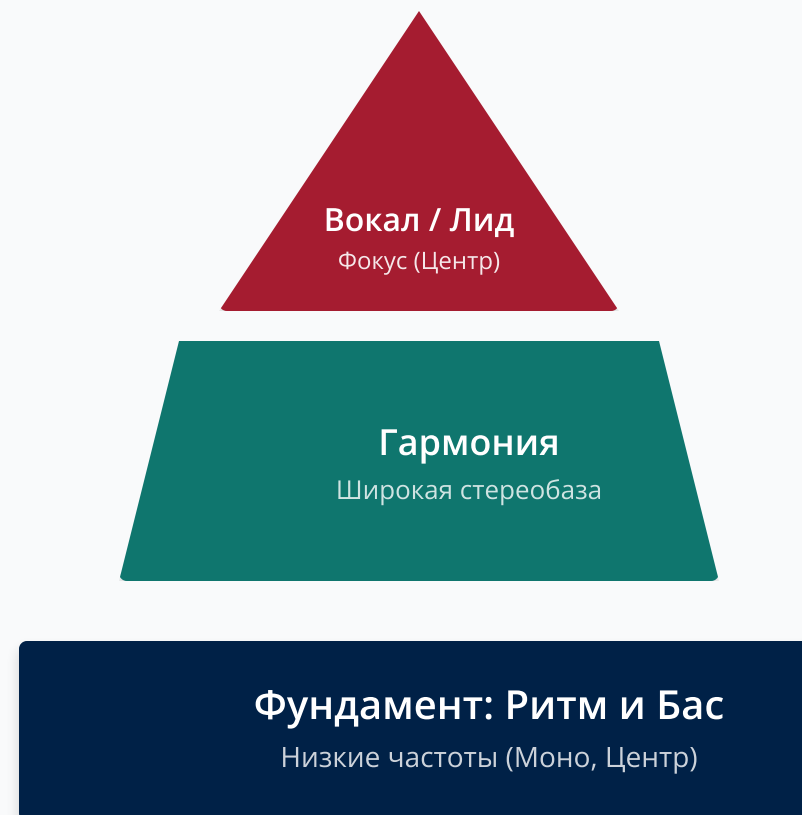 Вокал / Лид
Фокус (Центр)
Гармония
Широкая стереобаза
Фундамент: Ритм и Бас
Низкие частоты (Моно, Центр)